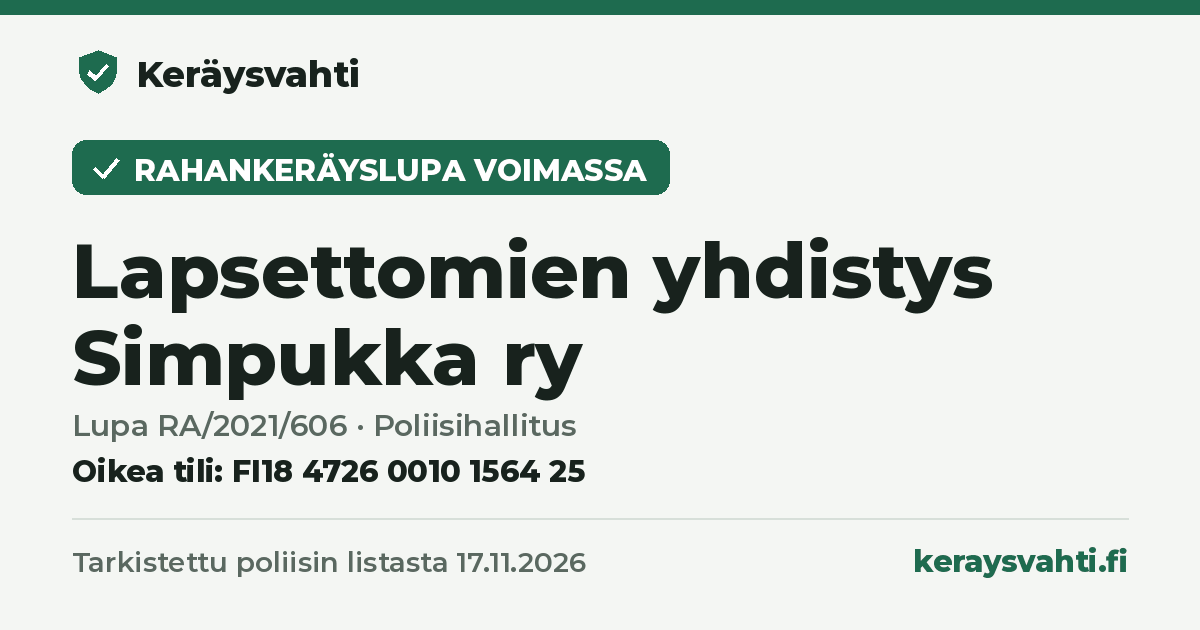 Keräysvahti
RAHANKERÄYSLUPA VOIMASSA
Lapsettomien yhdistys
Simpukka ry
Lupa RA/2021/606 · Poliisihallitus
Oikea tili: FI18 4726 0010 1564 25
Tarkistettu poliisin listasta 17.11.2026
keraysvahti.fi